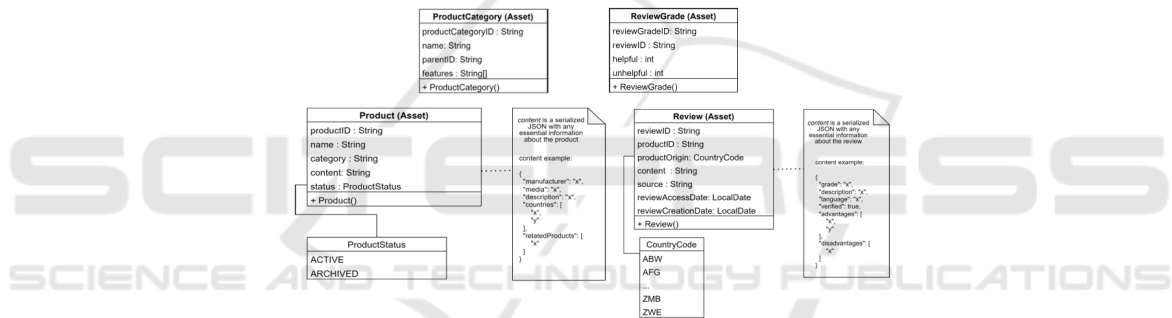 ProductCategory (Asset)
productCategoryID : String
name: String
parentID: String
features : String[]
+ ProductCategory()
ReviewGrade (Asset)
reviewGradeID: String
reviewID : String
helpful : int
unhelpful : int
+ ReviewGrade()
Product (Asset)
productID : String
name : String
category : String
content: String
status : ProductStatus
+ Product()
content is a serialized
JSON with any
essential information
about the product
content example:
{
"manufacturer": "x",
"media": "x",
"description": "x",
"countries": [
"x",
"y"
],
"relatedProducts": [
"x"
]
}
Review (Asset)
reviewID : String
productID : String
productOrigin: CountryCode
content : String
source : String
reviewAccessDate: LocalDate
reviewCreationDate: LocalDate
+ Review()
content is a serialized
JSON with any
essential information
about the review
content example:
{
"grade": "x",
"description": "x",
"language": "x",
"verified": true,
"advantages": [
"x",
"y"
],
"disadvantages": [
"x"
]
}
ProductStatus
ACTIVE
ARCHIVED
CountryCode
ABW
AFG
...
ZMB
ZWE
SCITEPRESS
SCIENCE AND TECHNOLOGY PUBLICATIONS